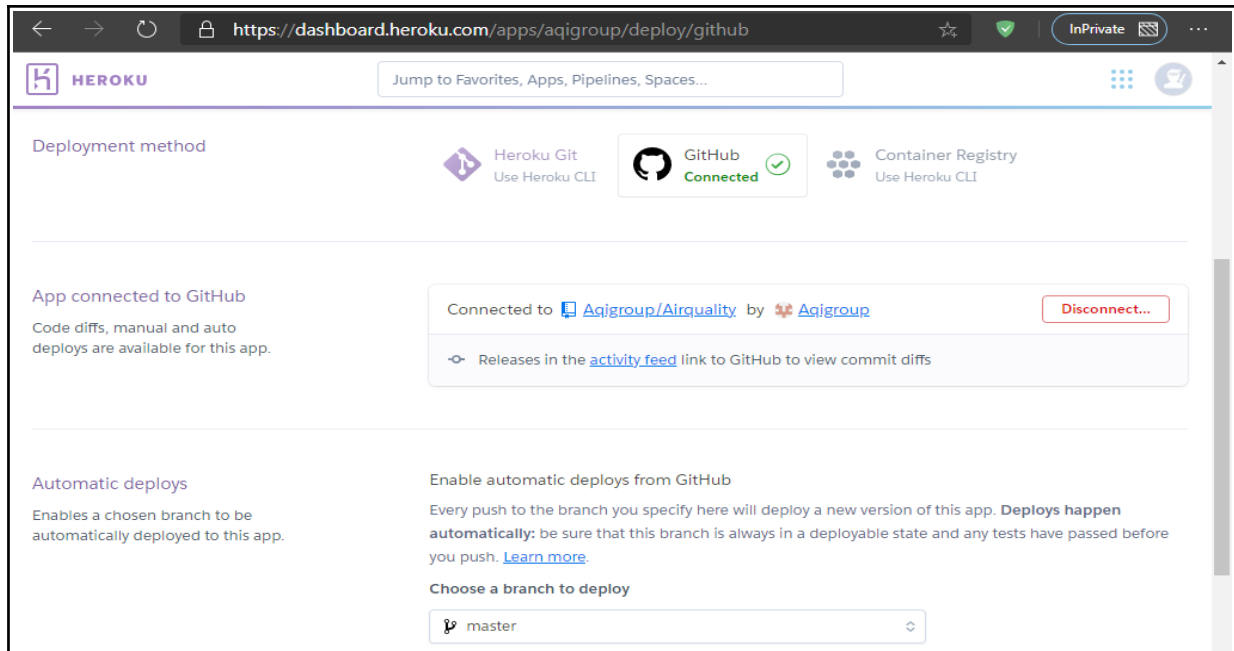 https://dashboard.heroku.com/apps/aqigroup/deploy/github
InPrivate
HEROKU
Jump to Favorites, Apps, Pipelines, Spaces...
Deployment method
Heroku Git
Use Heroku CLI
GitHub
Connected
Container Registry
Use Heroku CLI
App connected to GitHub
Code diffs, manual and auto
deploys are available for this app.
Connected to Aqigroup/Airquality by Aqigroup
Disconnect...
Releases in the activity feed link to GitHub to view commit diffs
Automatic deploys
Enables a chosen branch to be
automatically deployed to this app.
Enable automatic deploys from GitHub
Every push to the branch you specify here will deploy a new version of this app. Deploys happen
automatically: be sure that this branch is always in a deployable state and any tests have passed before
you push. Learn more.
Choose a branch to deploy
master